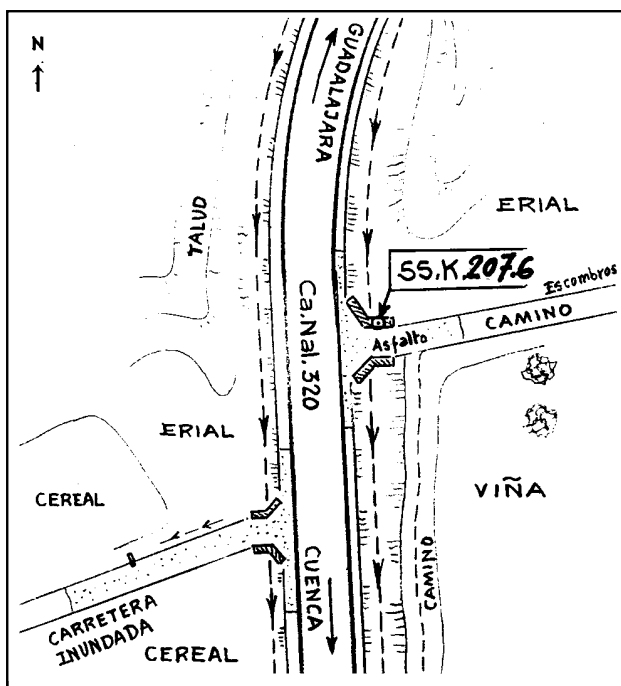 N
GUADALAJARA
TALUD
ERIAL
SS.K.207.6
Escombros
CAMINO
Asfalto
Ca.Nal.320
ERIAL
CEREAL
VIÑA
CAMINO
CUENCA
CARRETERA
INUNDADA
CEREAL